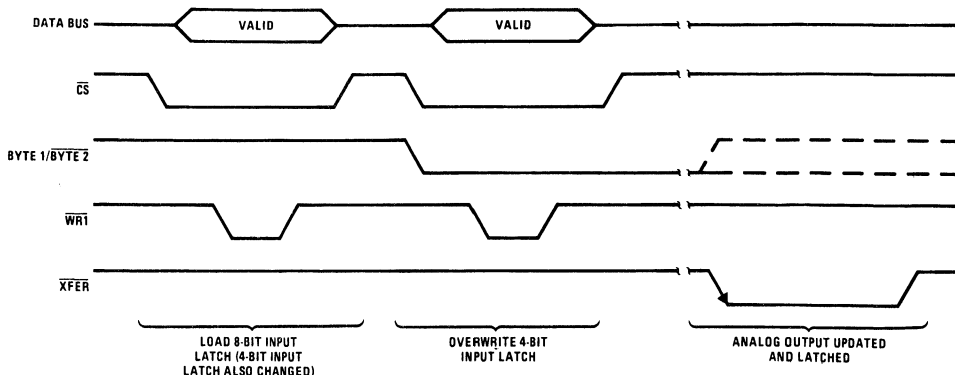 DATA BUS
VALID
VALID
CS
BYTE 1/BYTE 2
WR1
XFER
LOAD 8-BIT INPUT
LATCH (4-BIT INPUT
LATCH ALSO CHANGED)
OVERWRITE 4-BIT
INPUT LATCH
ANALOG OUTPUT UPDATED
AND LATCHED